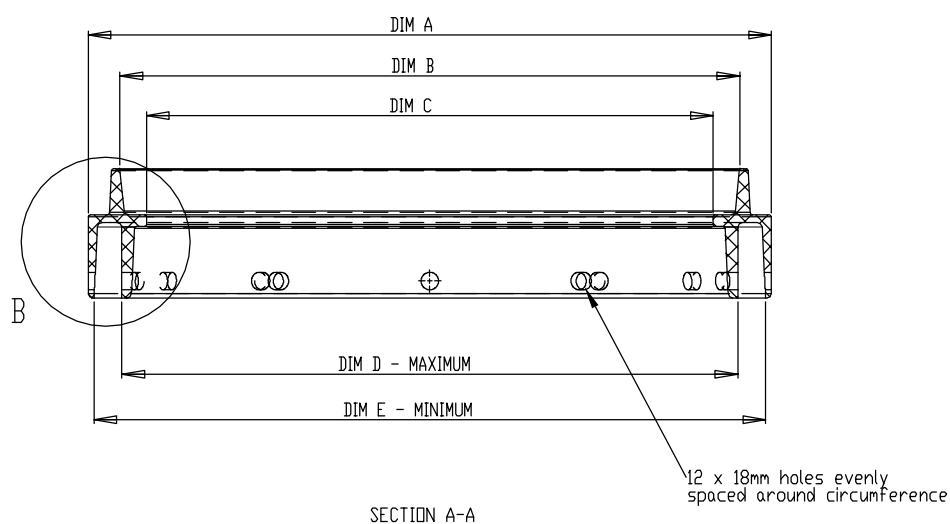 DIM A
DIM B
DIM C
B
DIM D - MAXIMUM
DIM E - MINIMUM
12 x 18mm holes evenly
spaced around circumference
SECTION A-A